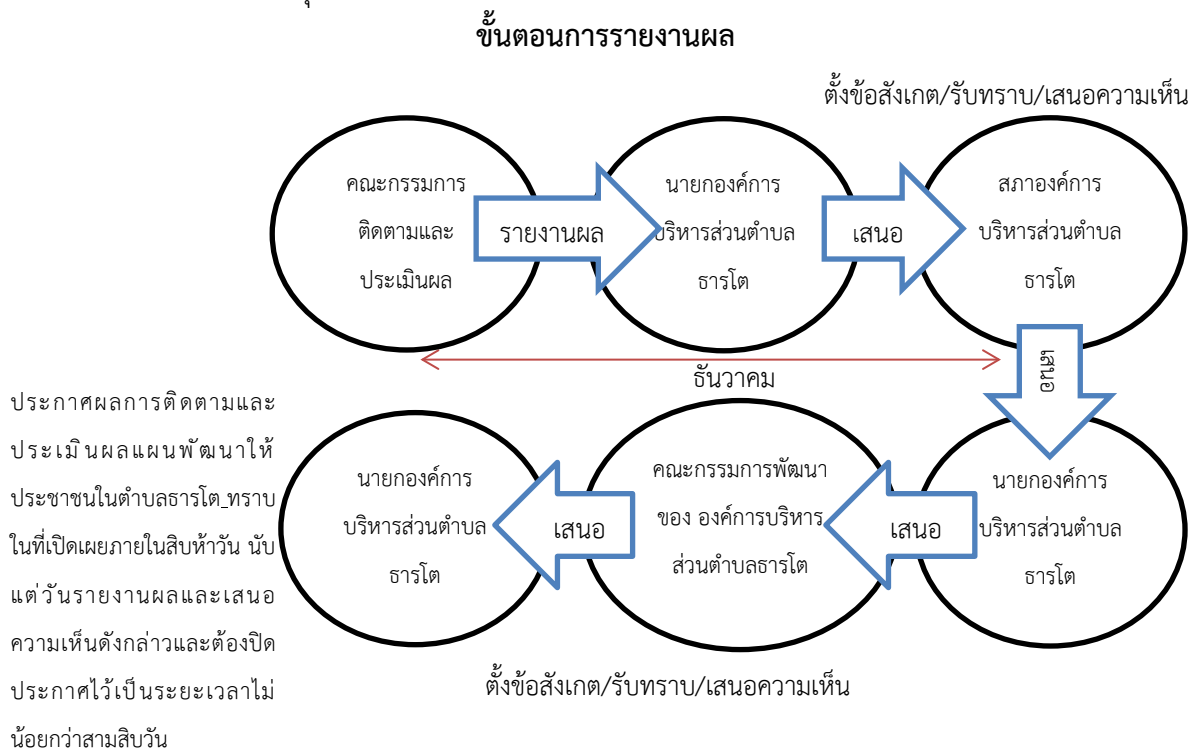 ขั้นตอนการรายงานผล
ตั้งข้อสังเกต/รับทราบ/เสนอความเห็น
คณะกรรมการ
ติดตามและ
ประเมินผล
รายงานผล
นายกองค์การ
บริหารส่วนตำบล
ธารโต
เสนอ
สภาองค์การ
บริหารส่วนตำบล
ธารโต
เสนอ
ธันวาคม
นายกองค์การ
บริหารส่วนตำบล
ธารโต
เสนอ
คณะกรรมการพัฒนา
ของ องค์การบริหาร
ส่วนตำบลธารโต
เสนอ
นายกองค์การ
บริหารส่วนตำบล
ธารโต
ตั้งข้อสังเกต/รับทราบ/เสนอความเห็น
ประกาศผลการติดตามและ
ประเมินผลแผนพัฒนาให้
ประชาชนในตำบลธารโต_ทราบ
ในที่เปิดเผยภายในสิบห้าวัน นับ
แต่วันรายงานผลและเสนอ
ความเห็นดังกล่าวและต้องปิด
ประกาศไว้เป็นระยะเวลาไม่
น้อยกว่าสามสิบวัน